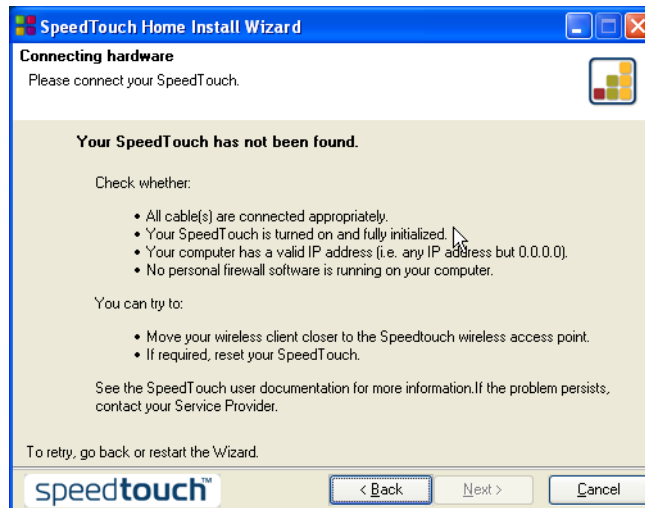 SpeedTouch Home Install Wizard
Connecting hardware
Please connect your SpeedTouch.
Your SpeedTouch has not been found.
Check whether:
• All cable(s) are connected appropriately.
• Your SpeedTouch is turned on and fully initialized.
• Your computer has a valid IP address (i.e. any IP address but 0.0.0.0).
• No personal firewall software is running on your computer.
You can try to:
• Move your wireless client closer to the Speedtouch wireless access point.
• If required, reset your SpeedTouch.
See the SpeedTouch user documentation for more information.If the problem persists,
contact your Service Provider.
To retry, go back or restart the Wizard.
speedtouch™ < Back Next > Cancel